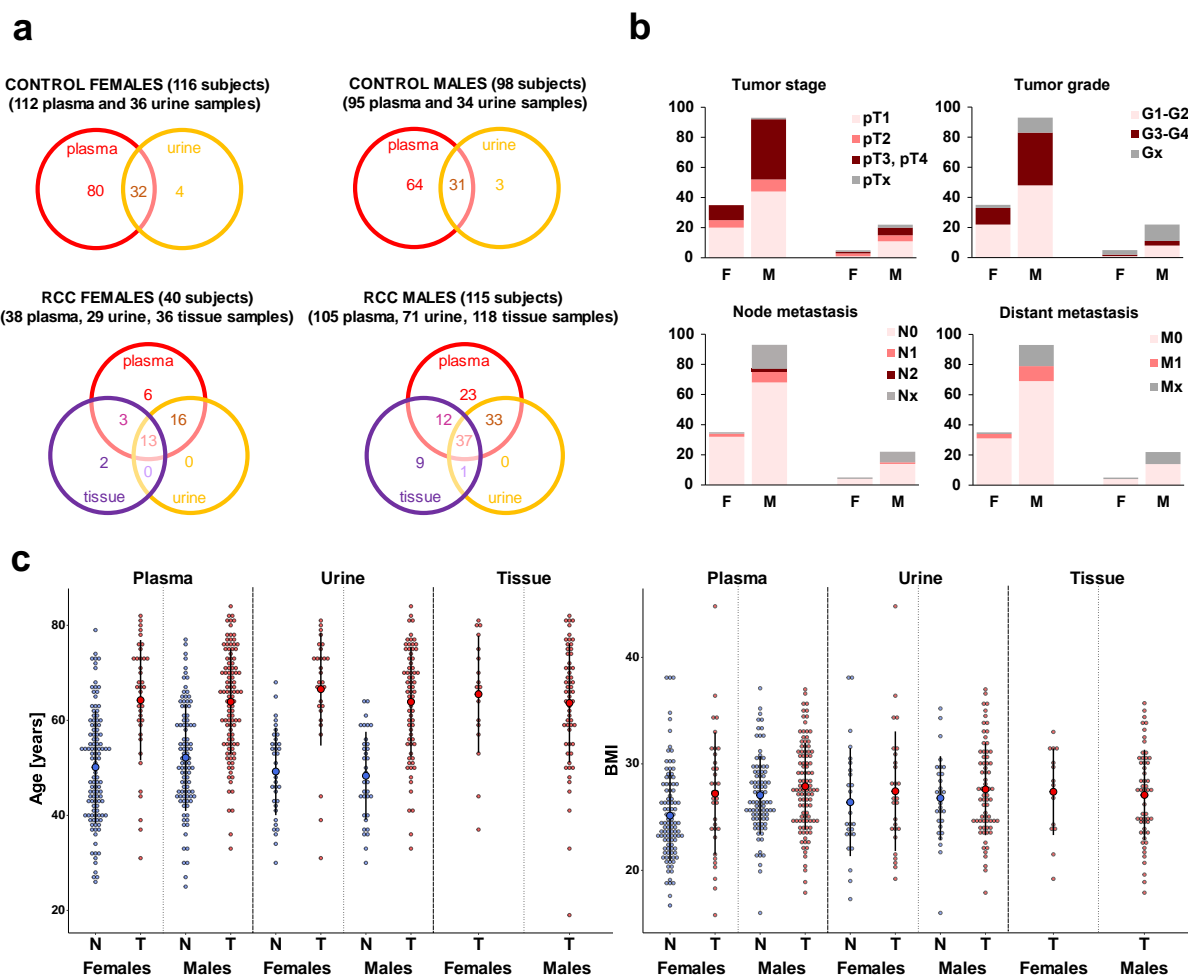 a
CONTROL FEMALES (116 subjects)
(112 plasma and 36 urine samples)
plasma
urine
80
32
4
CONTROL MALES (98 subjects)
(95 plasma and 34 urine samples)
plasma
urine
64
31
3
RCC FEMALES (40 subjects)
(38 plasma, 29 urine, 36 tissue samples)
plasma
6
3
16
13
2
0
0
tissue
urine
RCC MALES (115 subjects)
(105 plasma, 71 urine, 118 tissue samples)
plasma
23
12
33
37
9
1
0
tissue
urine
b
Tumor stage
100
80
60
40
20
0
F
M
F
M
pT1
pT2
pT3, pT4
pTx
Tumor grade
100
80
60
40
20
0
F
M
F
M
G1-G2
G3-G4
Gx
Node metastasis
100
80
60
40
20
0
F
M
F
M
N0
N1
N2
Nx
Distant metastasis
100
80
60
40
20
0
F
M
F
M
M0
M1
Mx
c
Plasma
Urine
Tissue
Age [years]
80
60
40
20
N
T
N
T
N
T
N
T
T
T
Females
Males
Females
Males
Females
Males
Plasma
Urine
Tissue
BMI
40
30
20
N
T
N
T
N
T
N
T
T
T
Females
Males
Females
Males
Females
Males